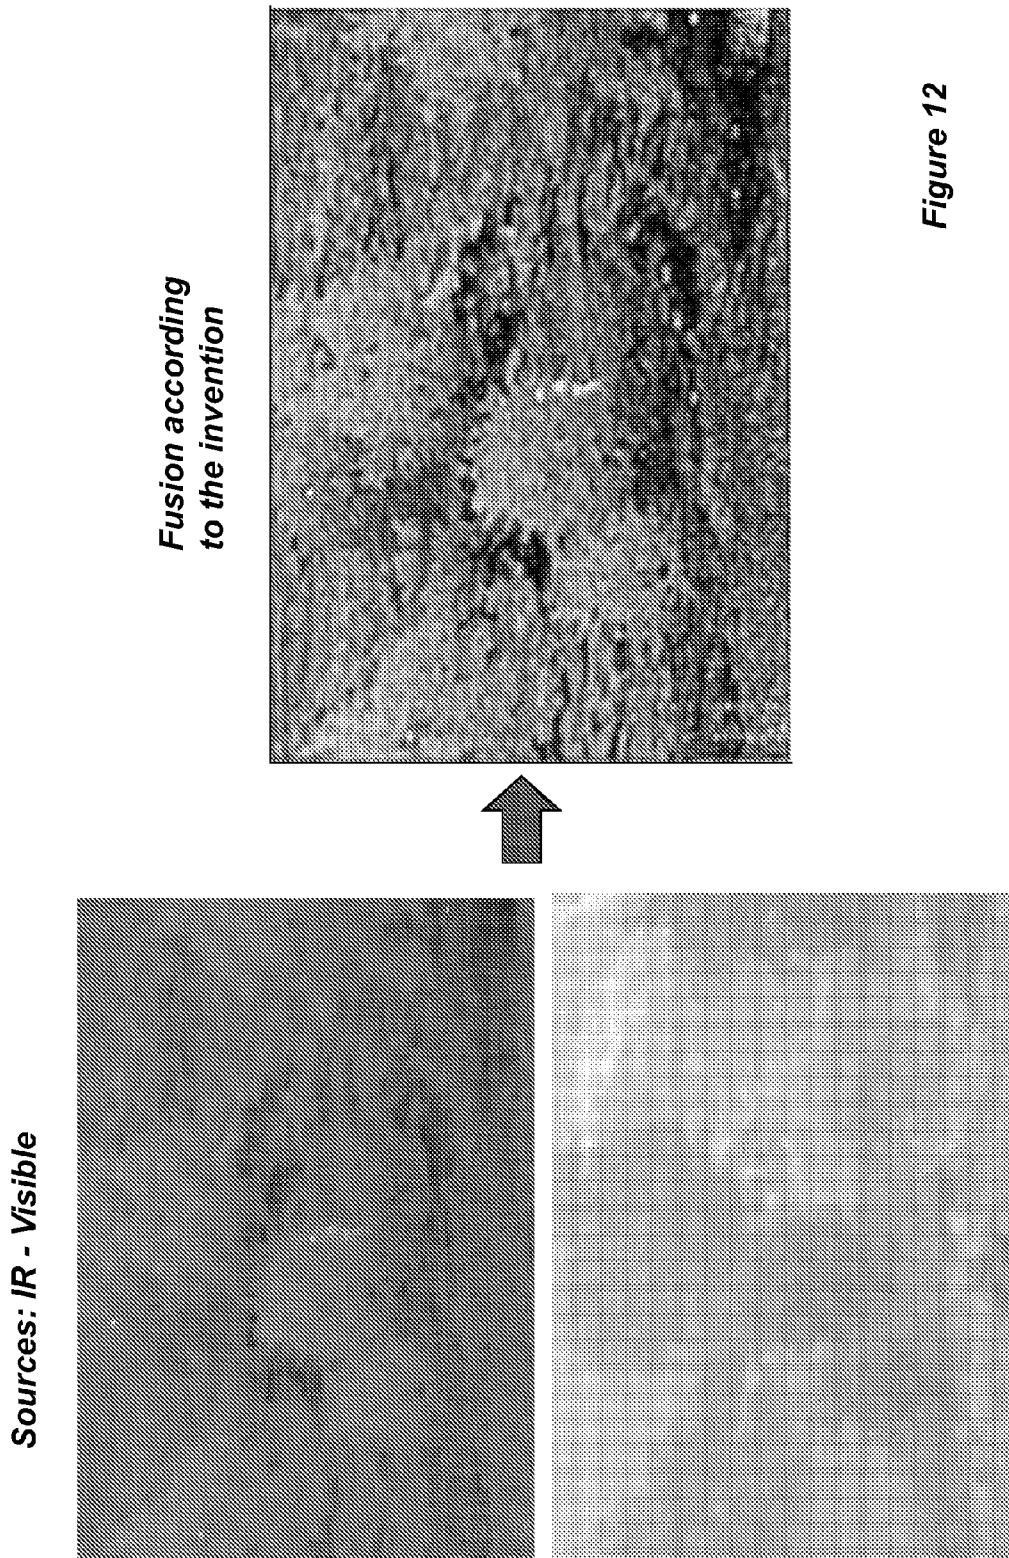 Sources: IR - Visible
Fusion according
to the invention
Figure 12